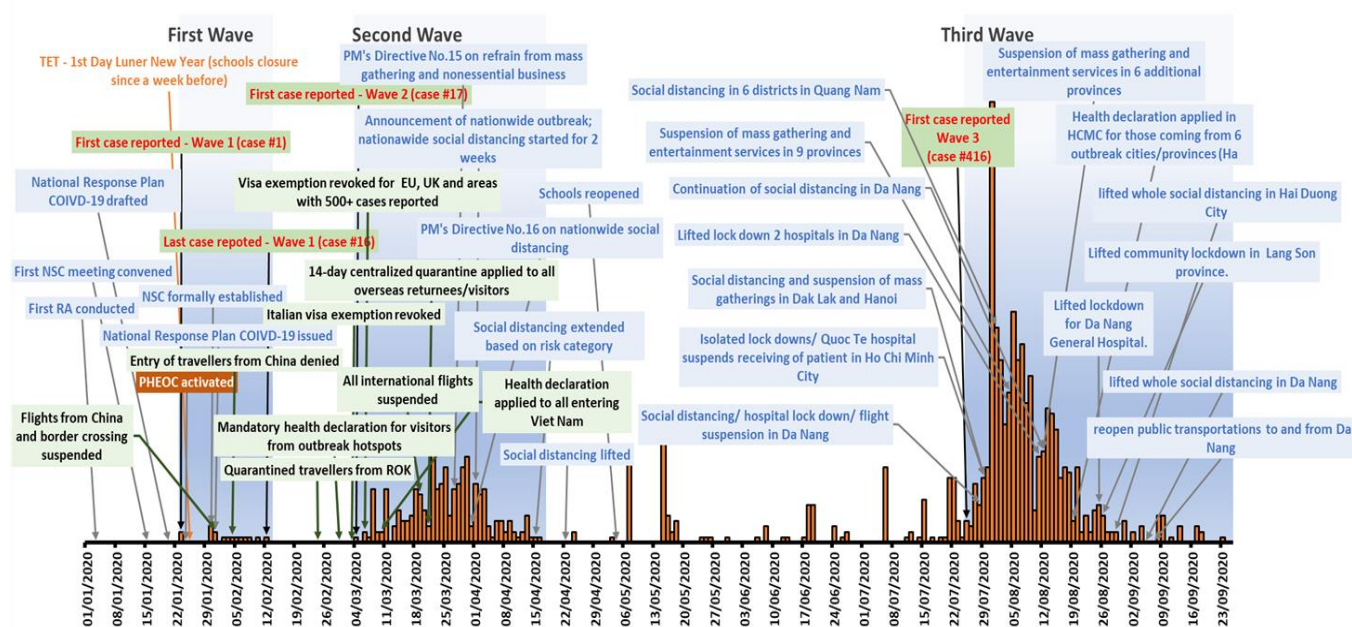 First Wave
Second Wave
Third Wave
TET - 1st Day Luner New Year (schools closure
since a week before)
First case reported - Wave 1 (case #1)
National Response Plan
COIVD-19 drafted
Last case repoted - Wave 1 (case #16)
First NSC meeting convened
NSC formally established
First RA conducted
National Response Plan COIVD-19 issued
Entry of travellers from China denied
PHEOC activated
Flights from China
and border crossing
suspended
PM's Directive No.15 on refrain from mass
gathering and nonessential business
First case reported - Wave 2 (case #17)
Announcement of nationwide outbreak;
nationwide social distancing started for 2
weeks
Visa exemption revoked for EU, UK and areas
with 500+ cases reported
Schools reopened
PM's Directive No.16 on nationwide social
distancing
14-day centralized quarantine applied to all
overseas returnees/visitors
Italian visa exemption revoked
Social distancing extended
based on risk category
All international flights
suspended
Health declaration
applied to all entering
Viet Nam
Mandatory health declaration for visitors
from outbreak hotspots
Quarantined travellers from ROK
Social distancing lifted
Suspension of mass gathering and
entertainment services in 6 additional
provinces
Social distancing in 6 districts in Quang Nam
First case reported
Wave 3
(case #416)
Health declaration applied in
HCMC for those coming from 6
outbreak cities/provinces (Ha
Suspension of mass gathering and
entertainment services in 9 provinces
Continuation of social distancing in Da Nang
lifted whole social distancing in Hai Duong
City
Lifted lock down 2 hospitals in Da Nang
Lifted community lockdown in Lang Son
province.
Social distancing and suspension of mass
gatherings in Dak Lak and Hanoi
Lifted lockdown
for Da Nang
General Hospital.
Isolated lock downs/ Quoc Te hospital
suspends receiving of patient in Ho Chi Minh
City
lifted whole social distancing in Da Nang
Social distancing/ hospital lock down/ flight
suspension in Da Nang
reopen public transportations to and from Da
Nang
01/01/2020
08/01/2020
15/01/2020
22/01/2020
29/01/2020
05/02/2020
12/02/2020
19/02/2020
26/02/2020
04/03/2020
11/03/2020
18/03/2020
25/03/2020
01/04/2020
08/04/2020
15/04/2020
22/04/2020
29/04/2020
06/05/2020
13/05/2020
20/05/2020
27/05/2020
03/06/2020
10/06/2020
17/06/2020
24/06/2020
01/07/2020
08/07/2020
15/07/2020
22/07/2020
29/07/2020
05/08/2020
12/08/2020
19/08/2020
26/08/2020
02/09/2020
09/09/2020
16/09/2020
23/09/2020